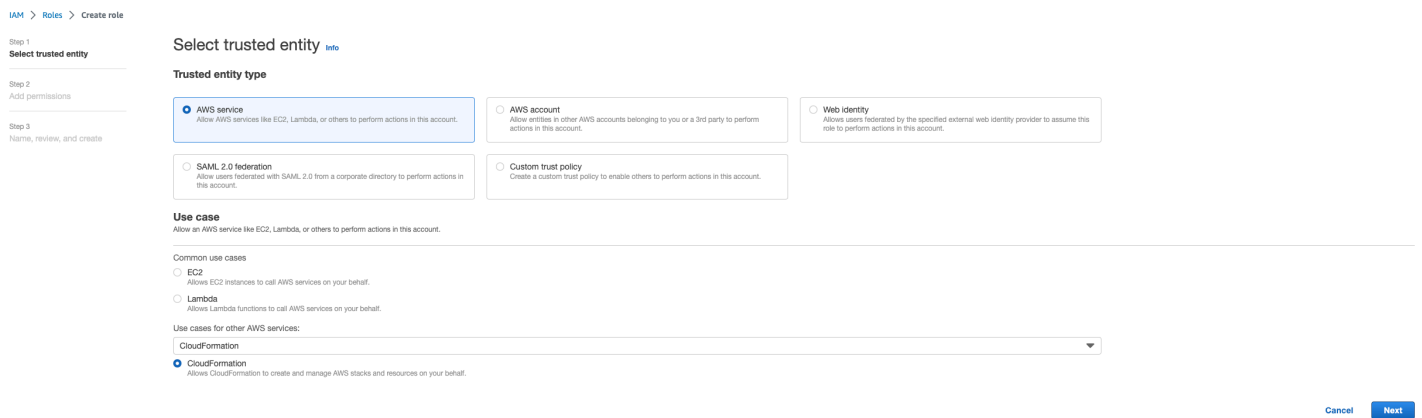 IAM > Roles > Create role
Step 1
Select trusted entity
Step 2
Add permissions
Step 3
Name, review, and create
Select trusted entity Info
Trusted entity type
AWS service
Allow AWS services like EC2, Lambda, or others to perform actions in this account.
AWS account
Allow entities in other AWS accounts belonging to you or a 3rd party to perform
actions in this account.
Web identity
Allows users federated by the specified external web identity provider to assume this
role to perform actions in this account.
SAML 2.0 federation
Allow users federated with SAML 2.0 from a corporate directory to perform actions in
this account.
Custom trust policy
Create a custom trust policy to enable others to perform actions in this account.
Use case
Allow an AWS service like EC2, Lambda, or others to perform actions in this account.
Common use cases
EC2
Allows EC2 instances to call AWS services on your behalf.
Lambda
Allows Lambda functions to call AWS services on your behalf.
Use cases for other AWS services:
CloudFormation
CloudFormation
Allows CloudFormation to create and manage AWS stacks and resources on your behalf.
Cancel Next